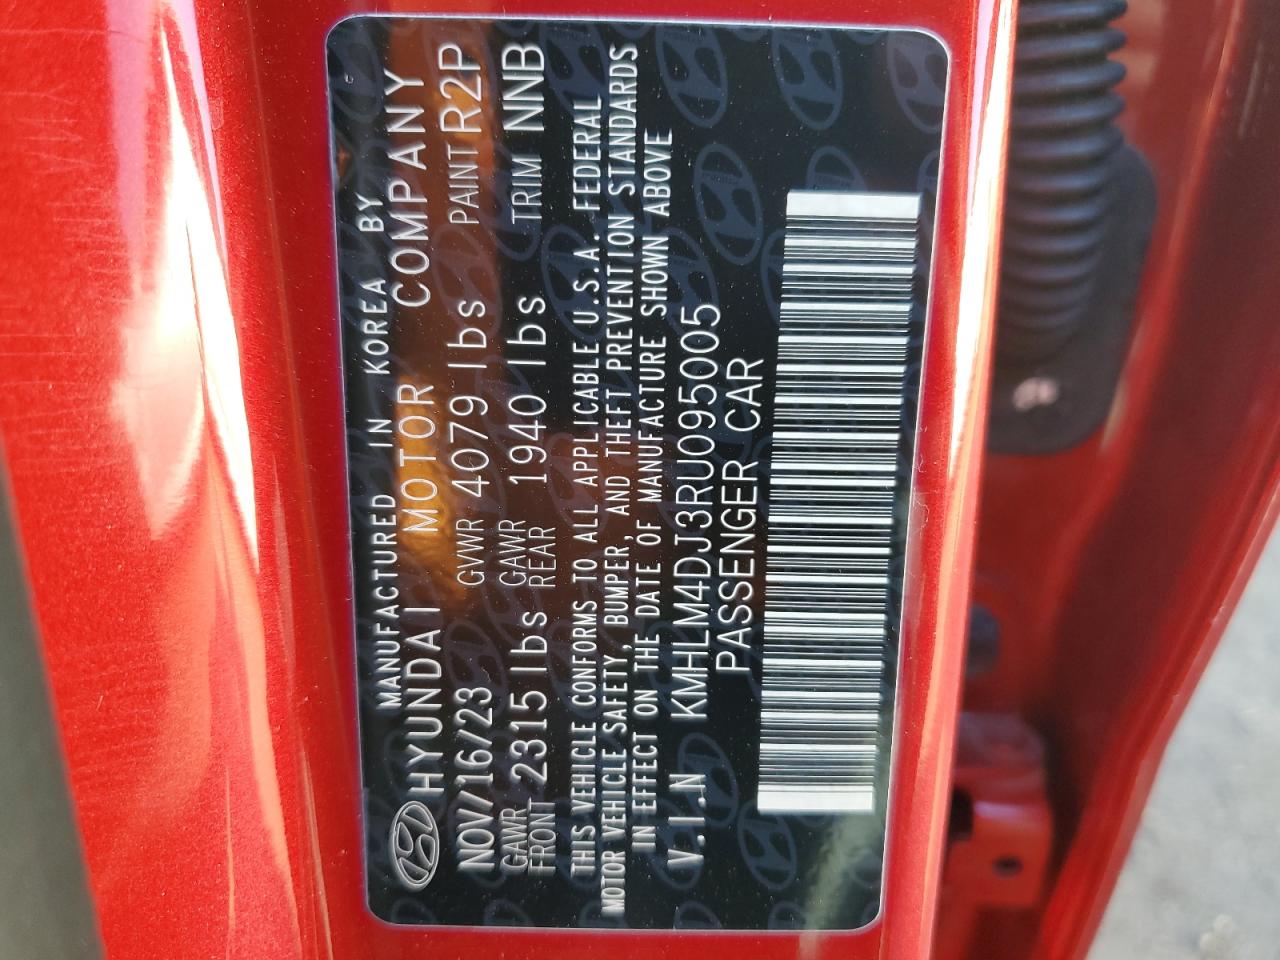 MANUFACTURED IN KOREA BY
HYUNDAI MOTOR COMPANY
NOV/16/23 GVWR 4079 lbs PAINT R2P
GAWR FRONT 2315 lbs GAWR REAR 1940 lbs TRIM NNB
THIS VEHICLE CONFORMS TO ALL APPLICABLE U.S.A. FEDERAL
MOTOR VEHICLE SAFETY, BUMPER, AND THEFT PREVENTION STANDARDS
IN EFFECT ON THE DATE OF MANUFACTURE SHOWN ABOVE
V.I.N KMHLM4DJ3RU095005
PASSENGER CAR